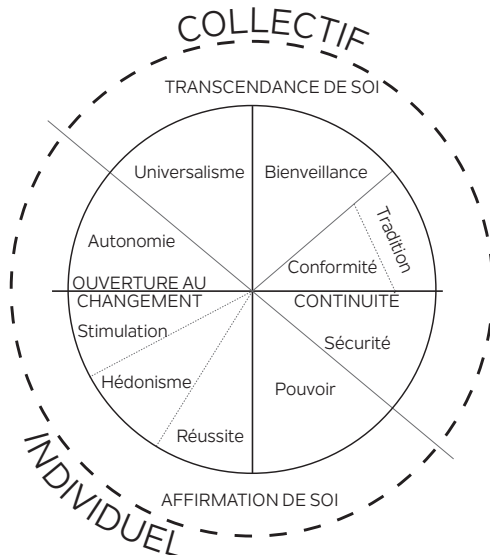 COLLECTIF
TRANSCENDANCE DE SOI
Universalisme
Bienveillance
Autonomie
Tradition
Conformité
OUVERTURE AU
CHANGEMENT
CONTINUITÉ
Stimulation
Sécurité
Hédonisme
Pouvoir
Réussite
AFFIRMATION DE SOI
INDIVIDUEL